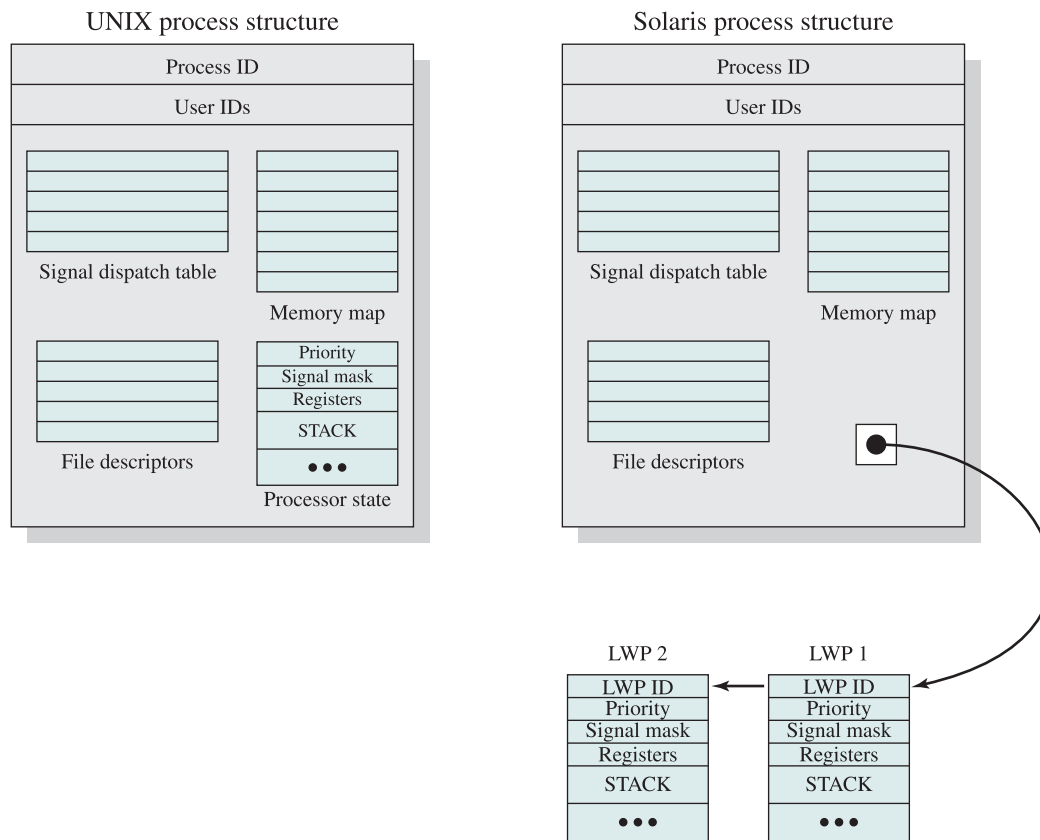 UNIX process structure
Process ID
User IDs
Signal dispatch table
Memory map
Priority
Signal mask
Registers
STACK
•••
File descriptors
Processor state
Solaris process structure
Process ID
User IDs
Signal dispatch table
Memory map
File descriptors
LWP 2
LWP ID
Priority
Signal mask
Registers
STACK
•••
LWP 1
LWP ID
Priority
Signal mask
Registers
STACK
•••